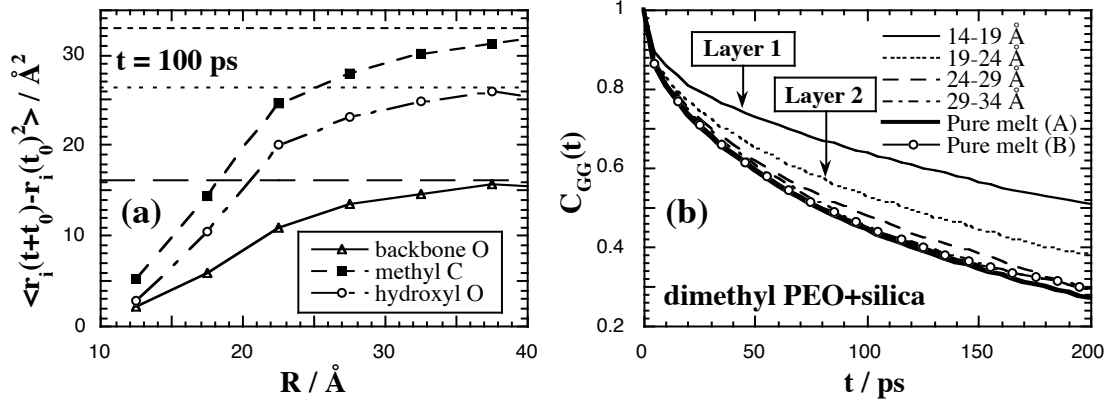 <r_i(t+t_0)-r_i(t_0)^2> / Å^2
30
20
10
0
t = 100 ps
(a)
backbone O
methyl C
hydroxyl O
10
20
30
40
R / Å
C_GG(t)
1
0.8
0.6
0.4
0.2
Layer 1
Layer 2
14-19 Å
19-24 Å
24-29 Å
29-34 Å
Pure melt (A)
Pure melt (B)
(b)
dimethyl PEO+silica
0
50
100
150
200
t / ps